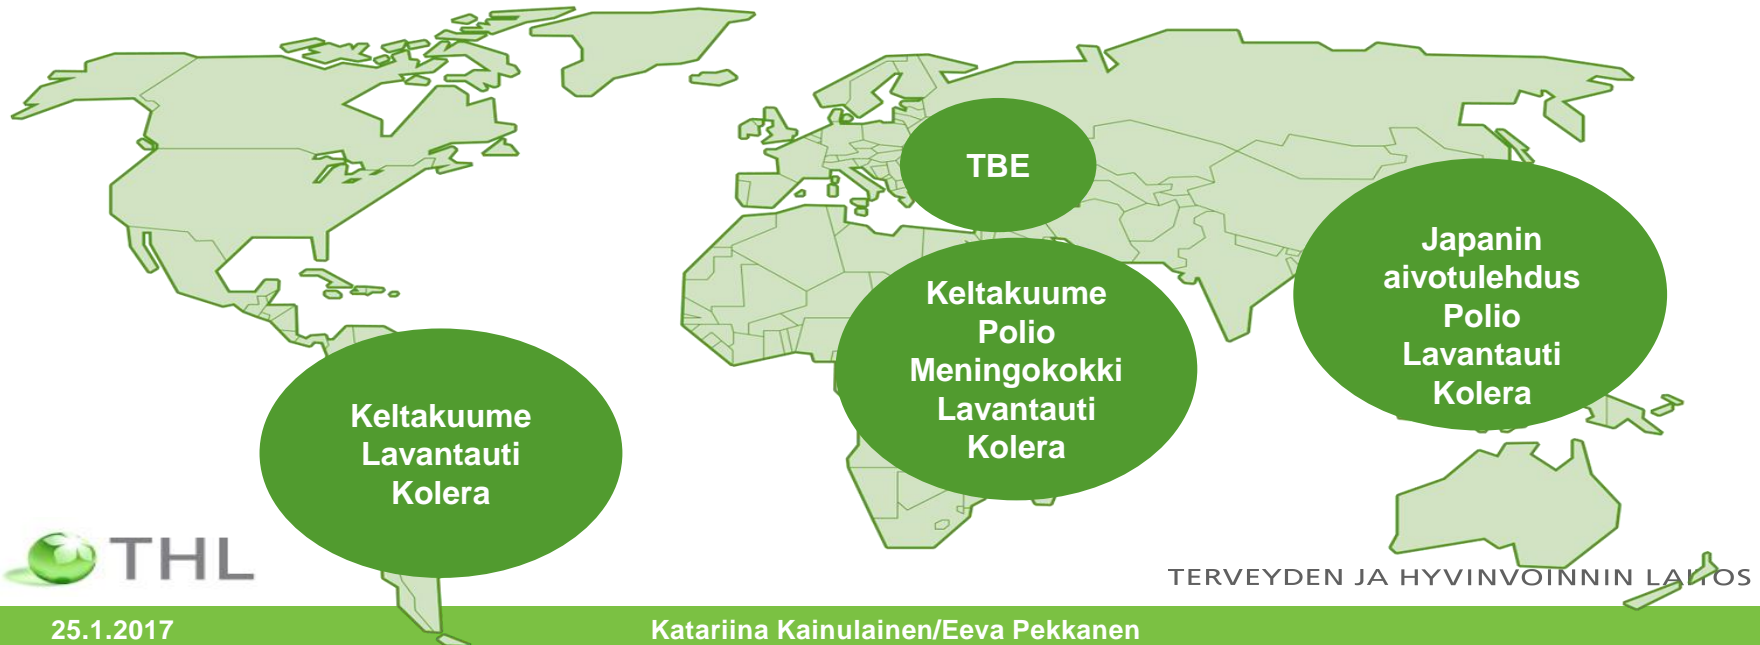 TBE
Japanin
aivotulehdus
Polio
Lavantauti
Kolera
Keltakuume
Polio
Meningokokki
Lavantauti
Kolera
Keltakuume
Lavantauti
Kolera
THL
TERVEYDEN JA HYVINVOINNIN LAITOS
25.1.2017
Katariina Kainulainen/Eeva Pekkanen